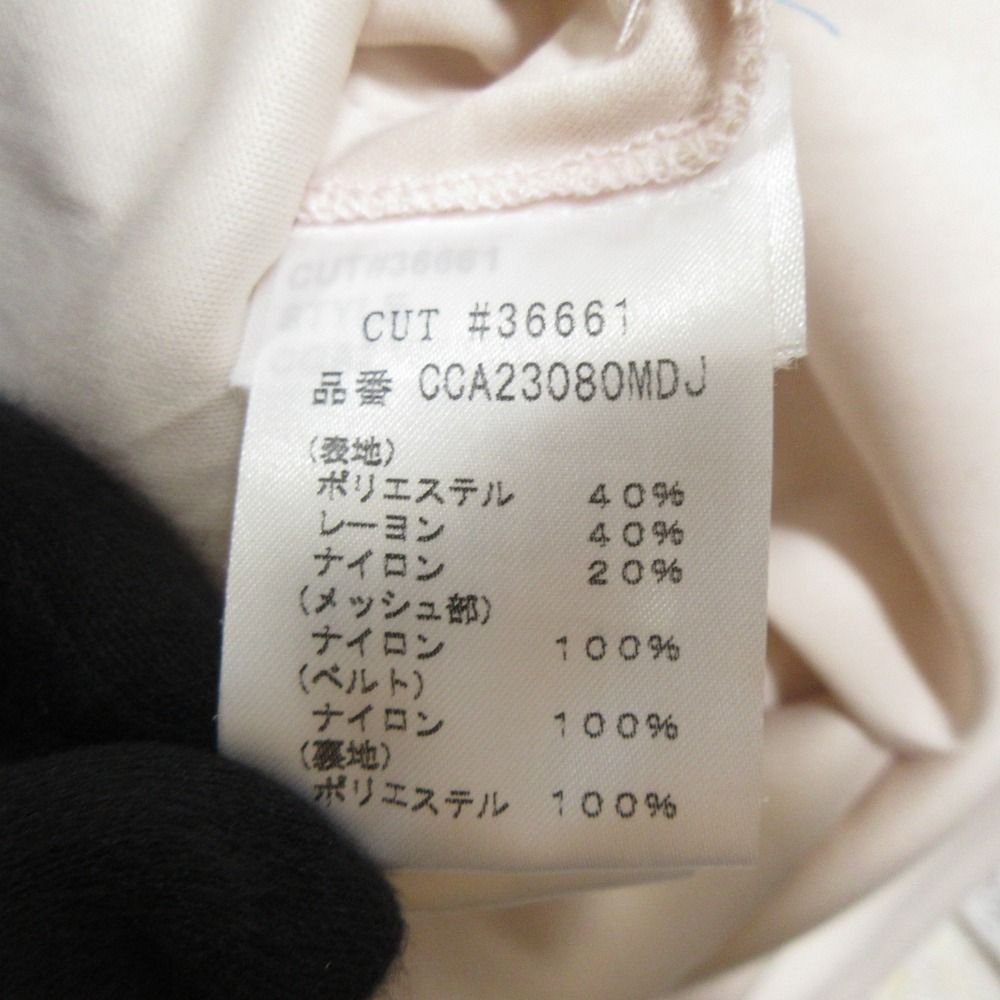 CUT#36661
CUT #36661
品番 CCA23080MDJ
(表地)
ポリエステル 40%
レーヨン 40%
ナイロン 20%
(メッシュ部)
ナイロン 100%
(ベルト)
ナイロン 100%
(裏地)
ポリエステル 100%